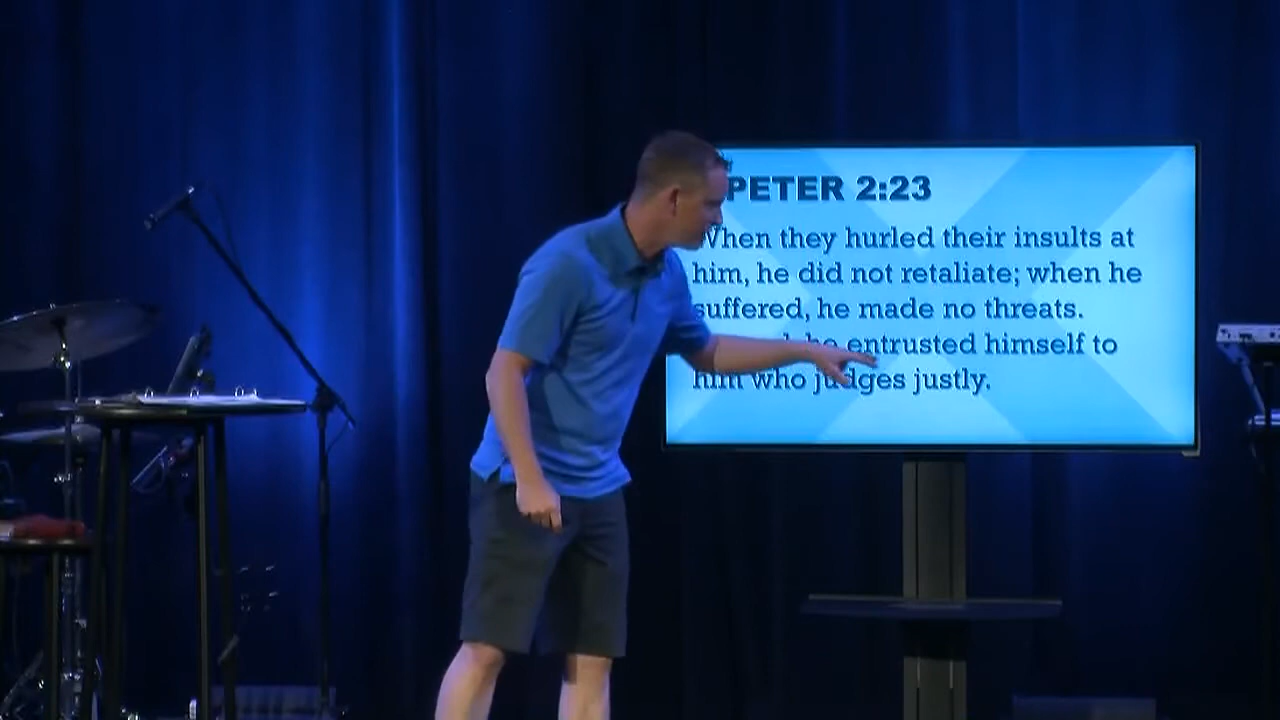 PETER 2:23
When they hurled their insults at
him, he did not retaliate; when he
suffered, he made no threats.
he entrusted himself to
him who judges justly.